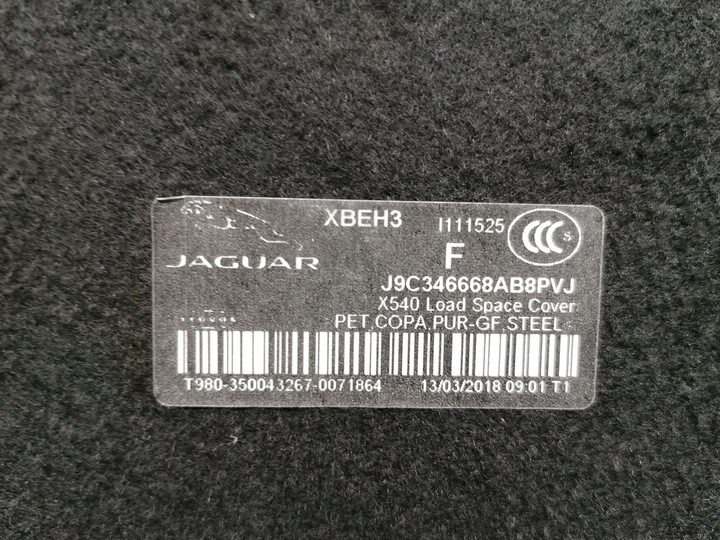 XBEH3 I111525
CCC S
JAGUAR F
J9C346668AB8PVJ
X540 Load Space Cover
PET,COPA,PUR-GF,STEEL
T980-350043267-0071864 13/03/2018 09:01 T1